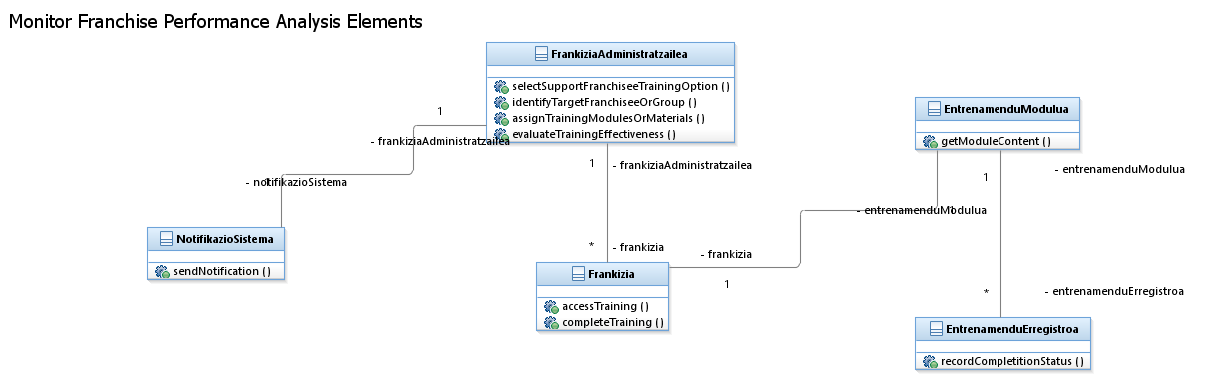 Monitor Franchise Performance Analysis Elements
FrankiziaAdministratzailea
selectSupportFranchiseeTrainingOption ()
identifyTargetFranchiseeOrGroup ()
assignTrainingModulesOrMaterials ()
evaluateTrainingEffectiveness ()
1
- frankiziaAdministratzailea
- notifikazioSistema
1
NotifikazioSistema
sendNotification ()
1
- frankiziaAdministratzailea
*
- frankizia
Frankizia
accessTraining ()
completeTraining ()
- frankizia
1
- entrenamenduModulua
1
EntrenamenduModulua
getModuleContent ()
1
- entrenamenduModulua
*
- entrenamenduErregistroa
EntrenamenduErregistroa
recordCompletitionStatus ()